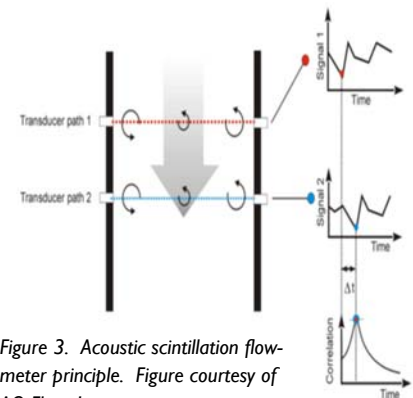 Signal 1
Time
Transducer path 1
Transducer path 2
Signal 2
Time
Δt
Correlation
Time
Figure 3. Acoustic scintillation flow-
meter principle. Figure courtesy of